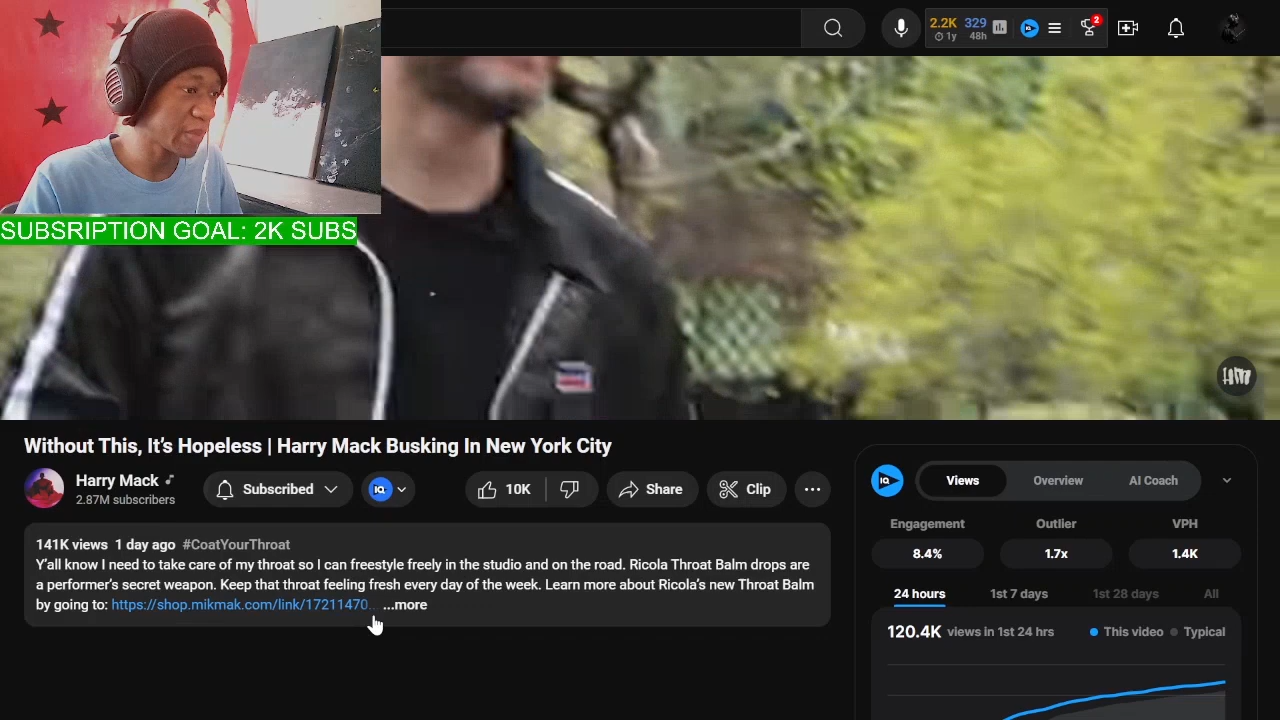 2.2K 329
1y 48h
2
SUBSRIPTION GOAL: 2K SUBS
Without This, It's Hopeless | Harry Mack Busking In New York City
Harry Mack
2.87M subscribers
Subscribed
IQ
10K
Share
Clip
141K views 1 day ago #CoatYourThroat
Y'all know I need to take care of my throat so I can freestyle freely in the studio and on the road. Ricola Throat Balm drops are
a performer's secret weapon. Keep that throat feeling fresh every day of the week. Learn more about Ricola's new Throat Balm
by going to: https://shop.mikmak.com/link/17211470... ...more
IQ
Views
Overview
AI Coach
Engagement
Outlier
VPH
8.4%
1.7x
1.4K
24 hours
1st 7 days
1st 28 days
All
120.4K views in 1st 24 hrs
This video
Typical